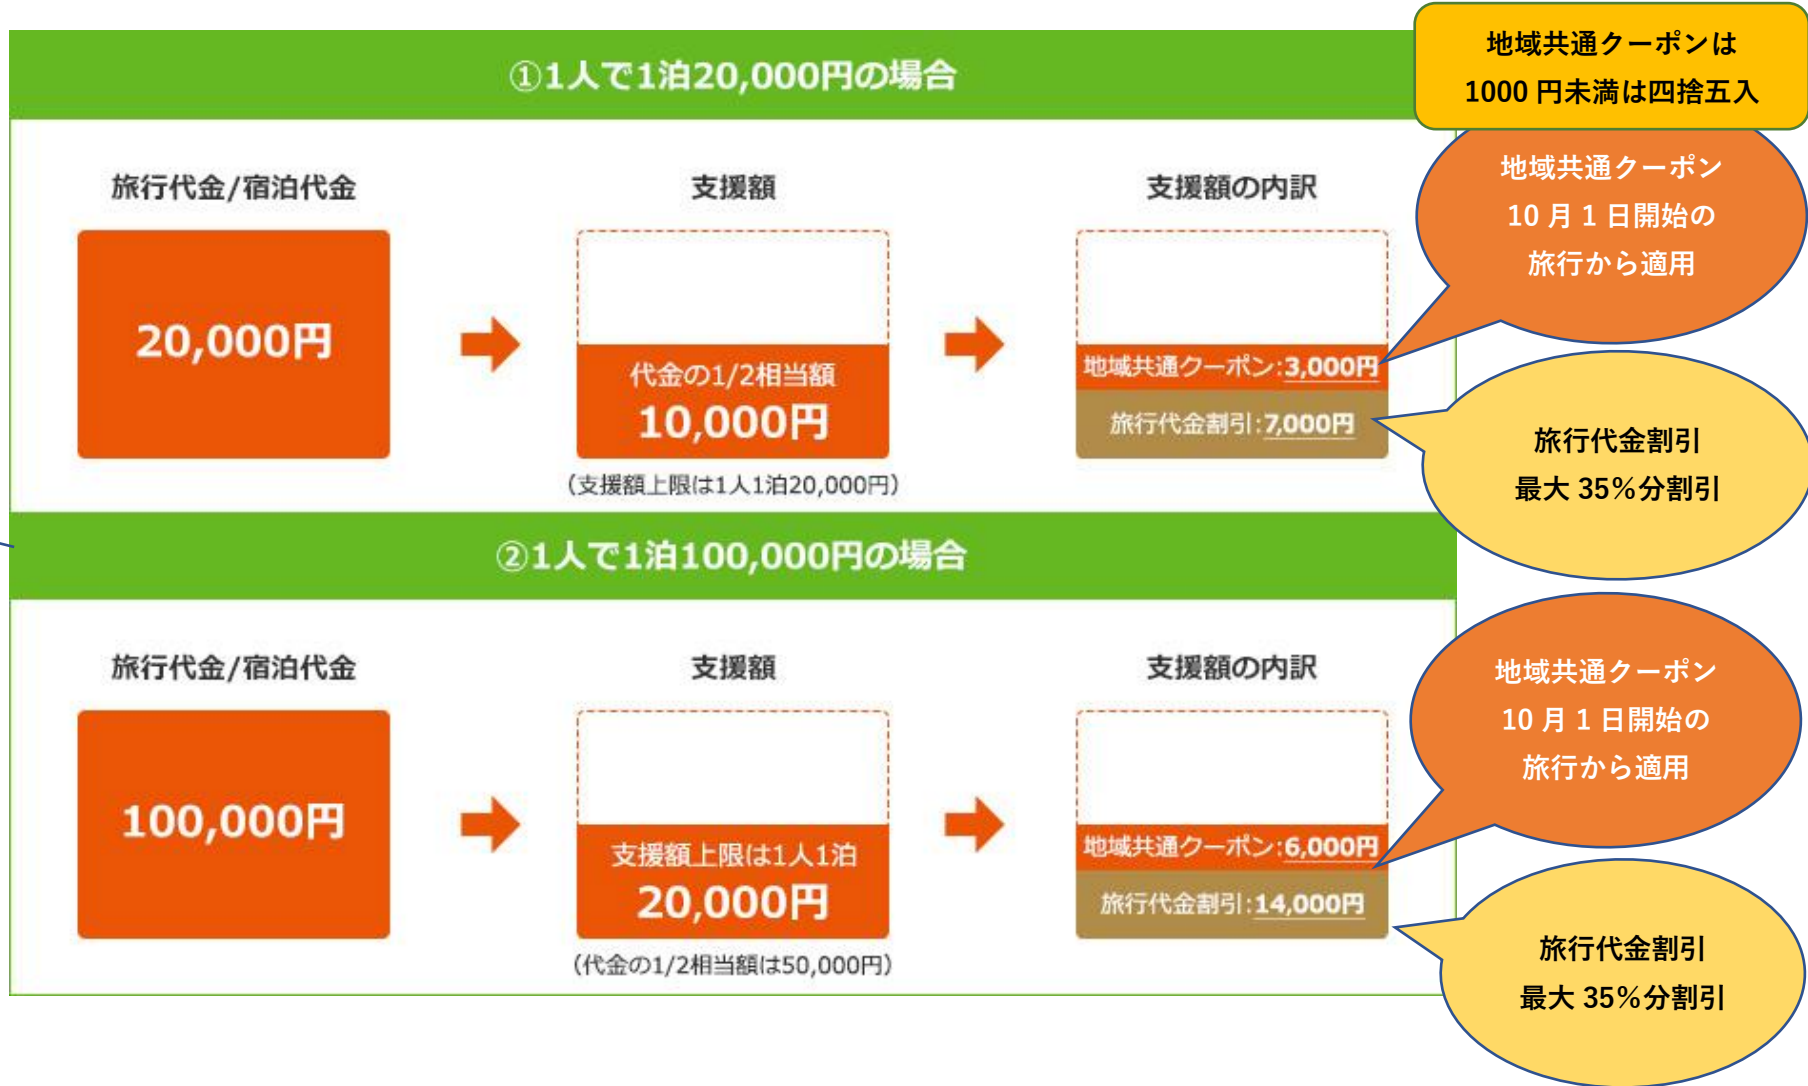 地域共通クーポンは
1000 円未満は四捨五入
①1人で1泊20,000円の場合
旅行代金/宿泊代金
支援額
支援額の内訳
20,000円
代金の1/2相当額
10,000円
(支援額上限は1人1泊20,000円)
地域共通クーポン:3,000円
旅行代金割引:7,000円
地域共通クーポン
10 月 1 日開始の
旅行から適用
旅行代金割引
最大 35%分割引
②1人で1泊100,000円の場合
旅行代金/宿泊代金
支援額
支援額の内訳
100,000円
支援額上限は1人1泊
20,000円
(代金の1/2相当額は50,000円)
地域共通クーポン:6,000円
旅行代金割引:14,000円
地域共通クーポン
10 月 1 日開始の
旅行から適用
旅行代金割引
最大 35%分割引